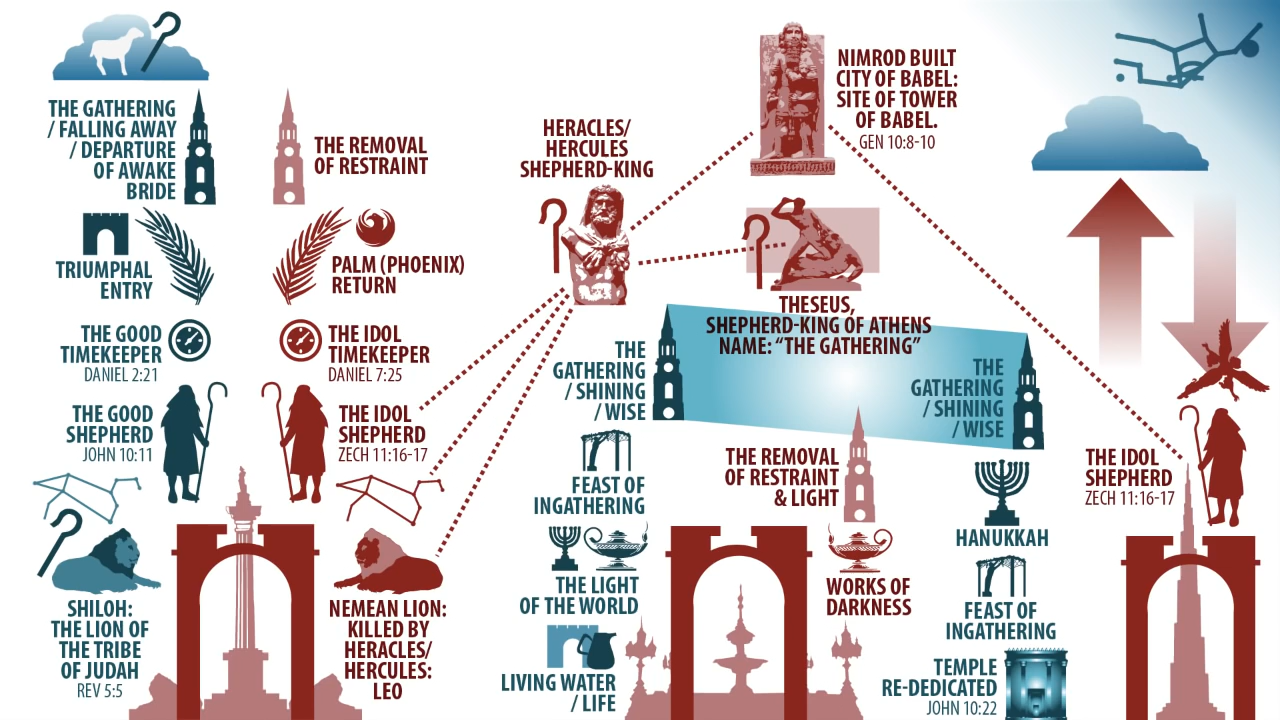 THE GATHERING
/ FALLING AWAY
/ DEPARTURE
OF AWAKE
BRIDE
THE REMOVAL
OF RESTRAINT
TRIUMPHAL
ENTRY
PALM (PHOENIX)
RETURN
THE GOOD
TIMEKEEPER
DANIEL 2:21
THE IDOL
TIMEKEEPER
DANIEL 7:25
THE GOOD
SHEPHERD
JOHN 10:11
THE IDOL
SHEPHERD
ZECH 11:16-17
SHILOH:
THE LION OF
THE TRIBE
OF JUDAH
REV 5:5
NEMEAN LION:
KILLED BY
HERACLES/
HERCULES:
LEO
HERACLES/
HERCULES
SHEPHERD-KING
NIMROD BUILT
CITY OF BABEL:
SITE OF TOWER
OF BABEL.
GEN 10:8-10
THESEUS,
SHEPHERD-KING OF ATHENS
NAME: “THE GATHERING”
THE
GATHERING
/ SHINING
/ WISE
FEAST OF
INGATHERING
THE LIGHT
OF THE WORLD
LIVING WATER
/ LIFE
THE REMOVAL
OF RESTRAINT
& LIGHT
WORKS OF
DARKNESS
THE
GATHERING
/ SHINING
/ WISE
HANUKKAH
FEAST OF
INGATHERING
TEMPLE
RE-DEDICATED
JOHN 10:22
THE IDOL
SHEPHERD
ZECH 11:16-17